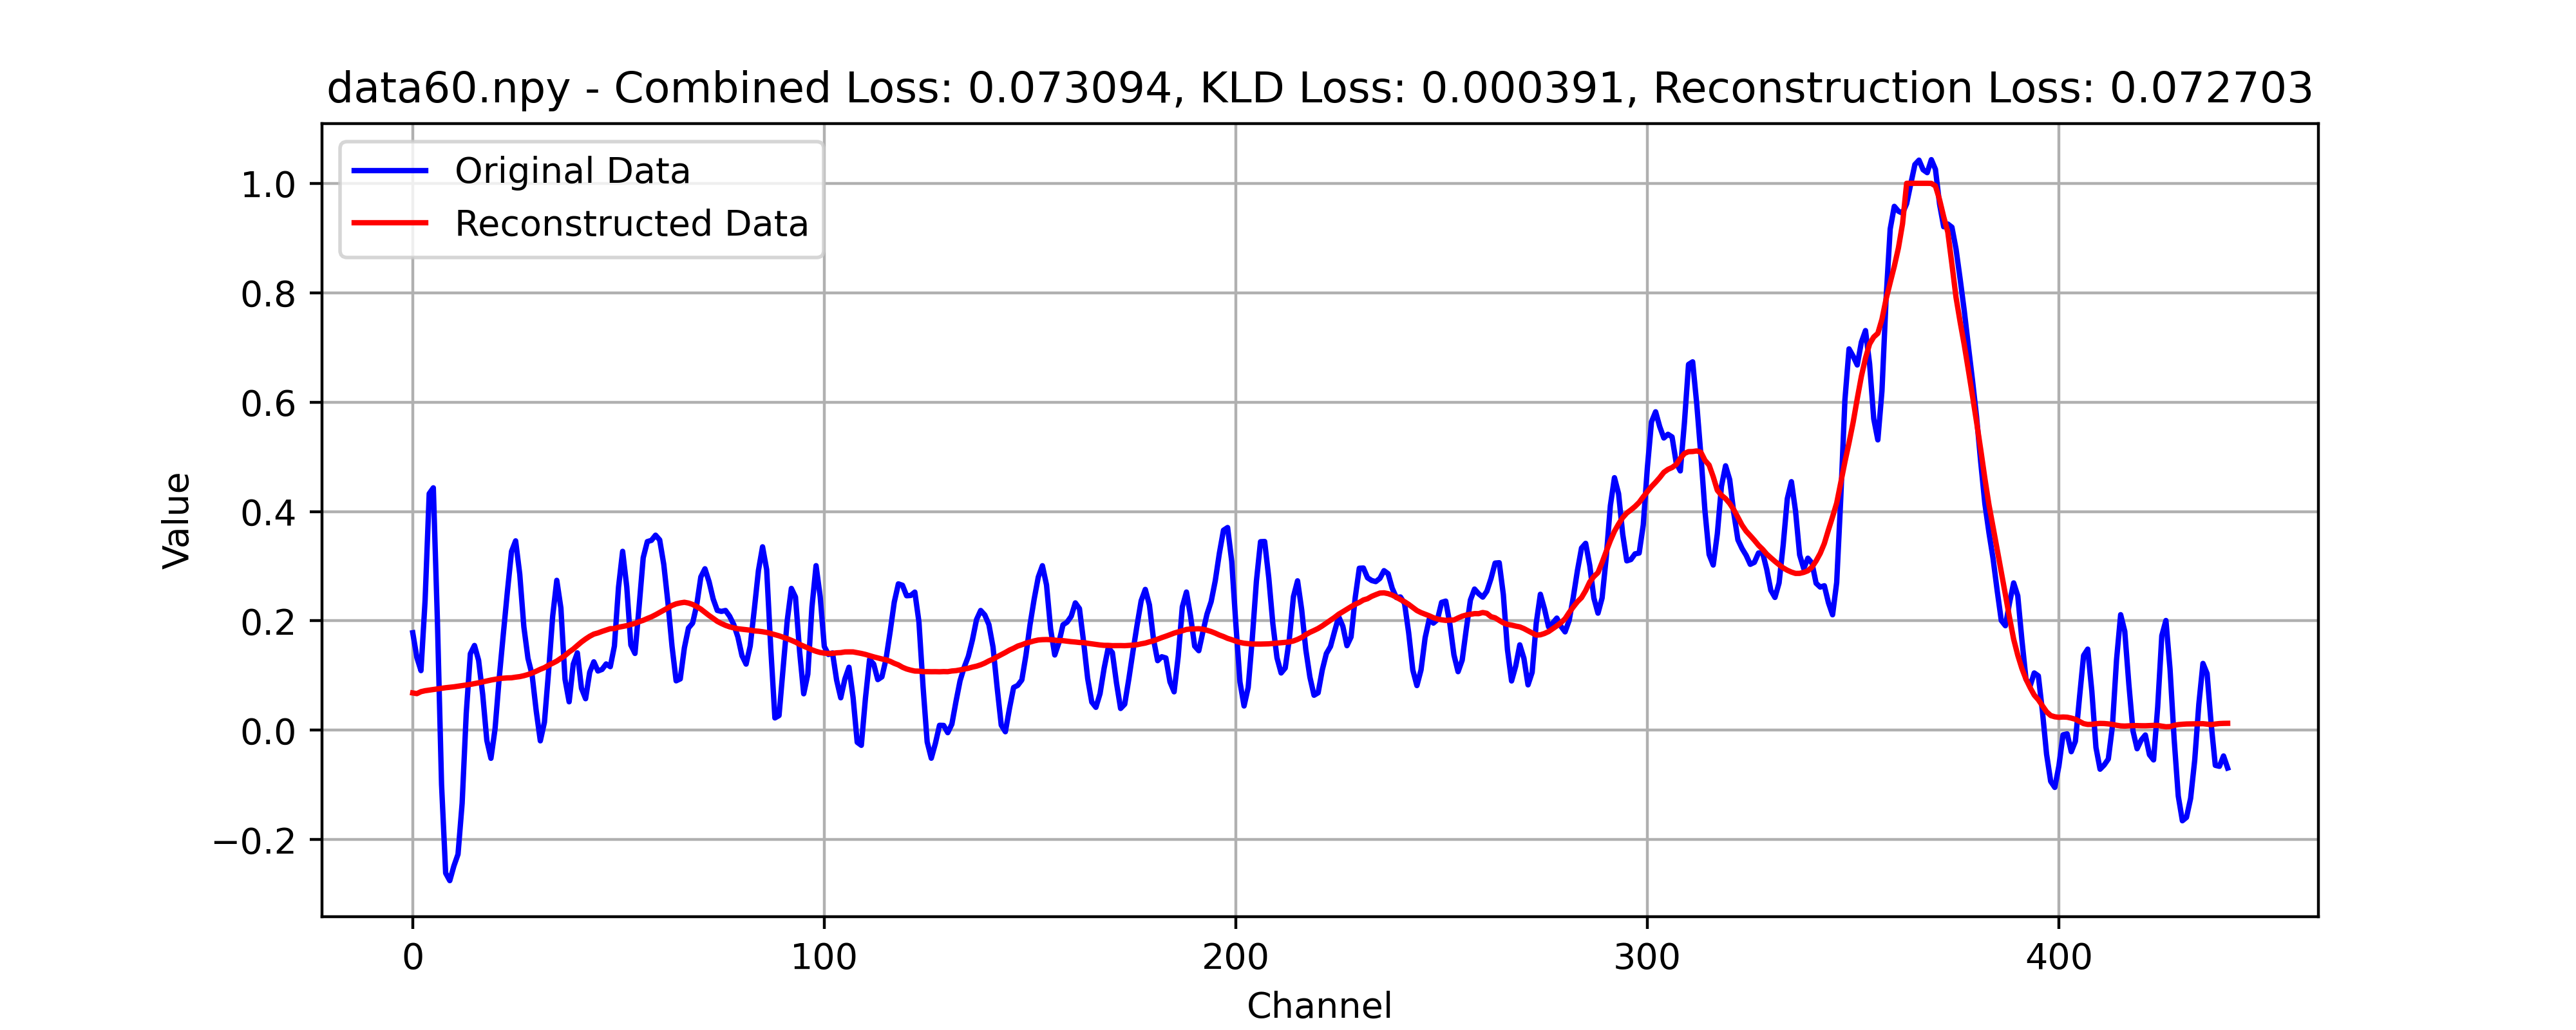 data60.npy - Combined Loss: 0.073094, KLD Loss: 0.000391, Reconstruction Loss: 0.072703
Original Data
Reconstructed Data
1.0
0.8
0.6
0.4
0.2
0.0
−0.2
Value
0 100 200 300 400
Channel